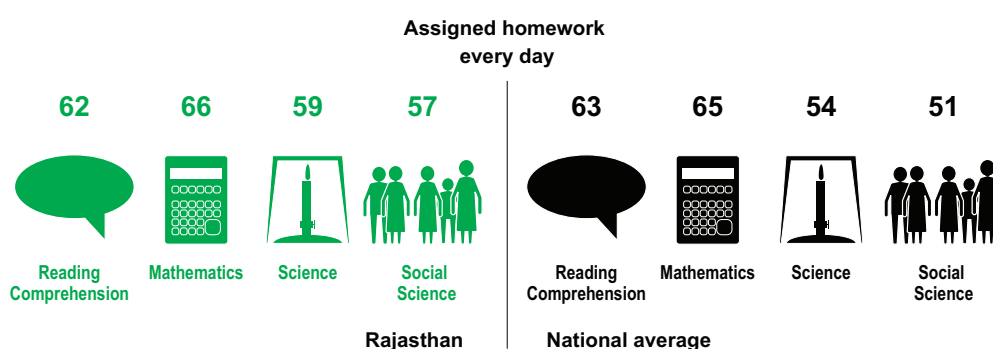 Assigned homework
every day
62 66 59 57
Reading
Comprehension
Mathematics
Science
Social
Science
Rajasthan
63 65 54 51
Reading
Comprehension
Mathematics
Science
Social
Science
National average